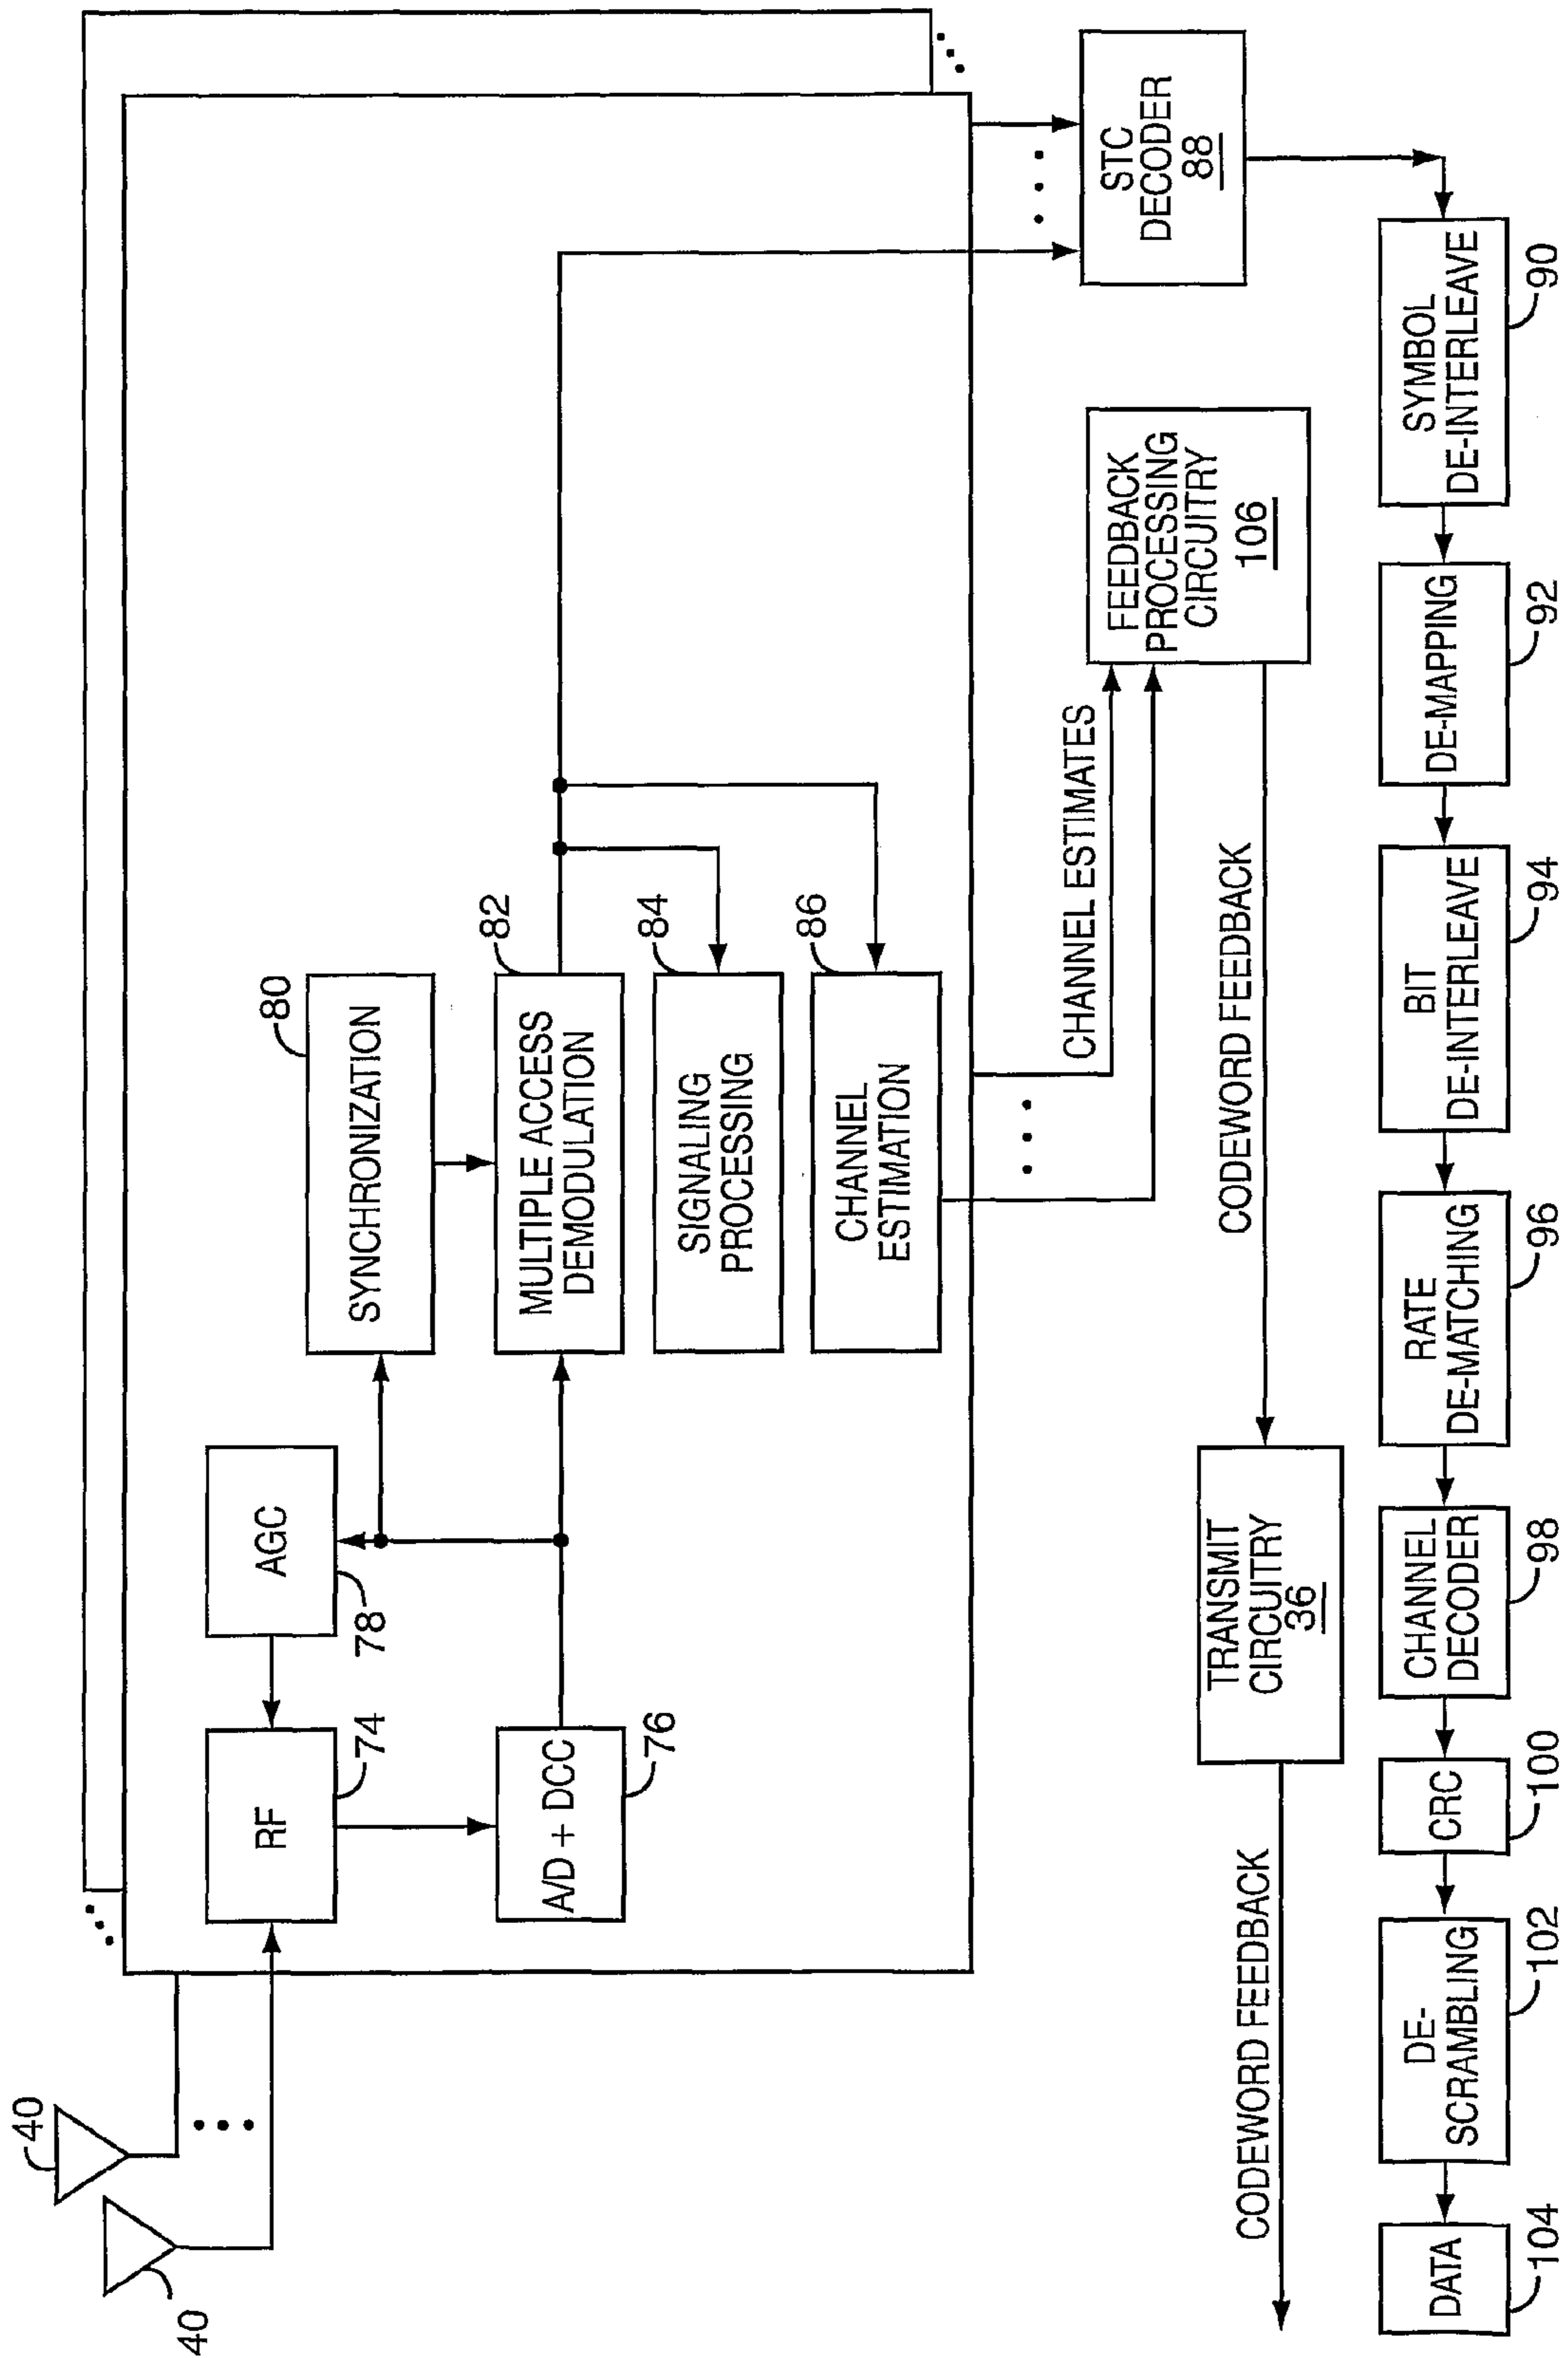 40
40
RF
74
AGC
78
A/D + DCC
76
SYNCHRONIZATION
80
MULTIPLE ACCESS
DEMODULATION
82
SIGNALING
PROCESSING
84
CHANNEL
ESTIMATION
86
STC
DECODER
88
CHANNEL ESTIMATES
FEEDBACK
PROCESSING
CIRCUITRY
106
CODEWORD FEEDBACK
TRANSMIT
CIRCUITRY
36
CODEWORD FEEDBACK
DATA
104
DE-
SCRAMBLING
102
CRC
100
CHANNEL
DECODER
98
RATE
DE-MATCHING
96
BIT
DE-INTERLEAVE
94
DE-MAPPING
92
SYMBOL
DE-INTERLEAVE
90